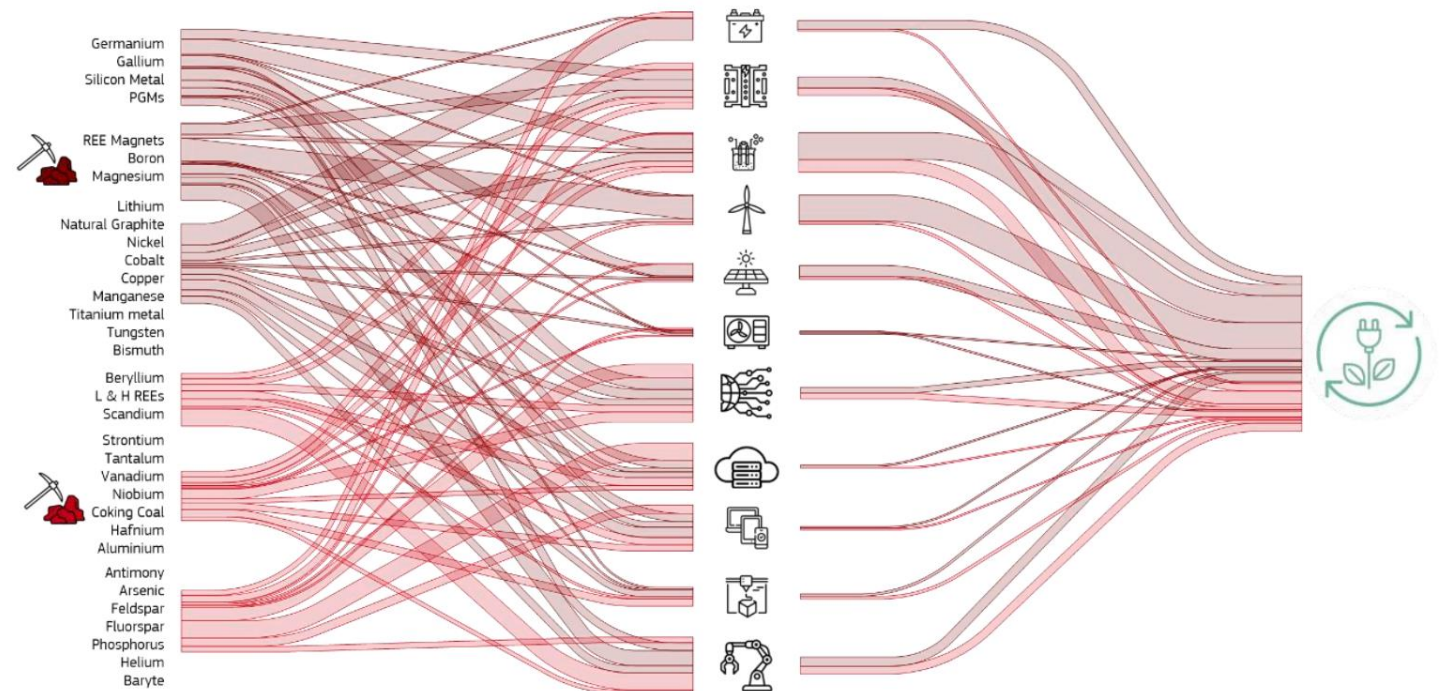 Germanium
Gallium
Silicon Metal
PGMs
REE Magnets
Boron
Magnesium
Lithium
Natural Graphite
Nickel
Cobalt
Copper
Manganese
Titanium metal
Tungsten
Bismuth
Beryllium
L & H REEs
Scandium
Strontium
Tantalum
Vanadium
Niobium
Coking Coal
Hafnium
Aluminium
Antimony
Arsenic
Feldspar
Fluorspar
Phosphorus
Helium
Baryte